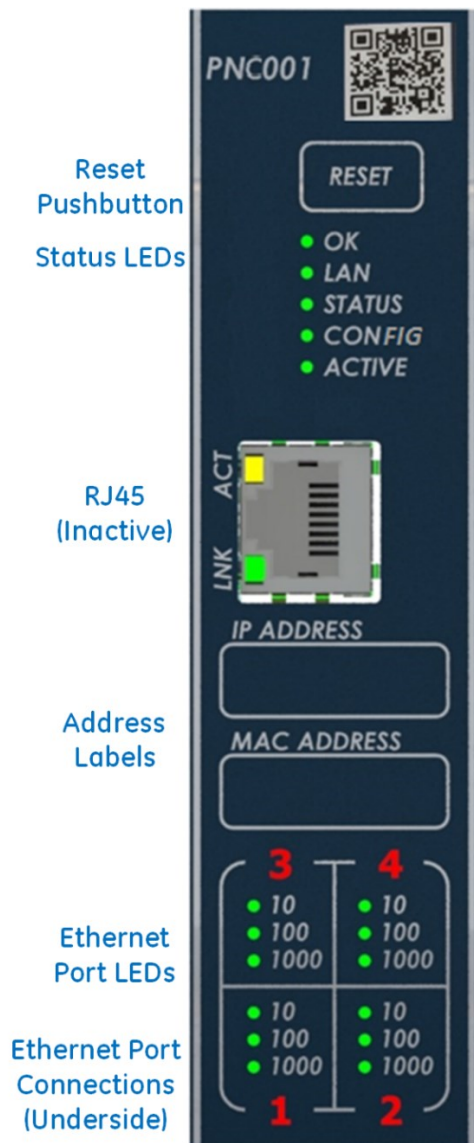 PNC001
RESET
Reset
Pushbutton
Status LEDs
OK
LAN
STATUS
CONFIG
ACTIVE
RJ45
(Inactive)
ACT
LNK
IP ADDRESS
Address
Labels
MAC ADDRESS
3 4
10 10
100 100
1000 1000
Ethernet
Port LEDs
10 10
100 100
1000 1000
1 2
Ethernet Port
Connections
(Underside)